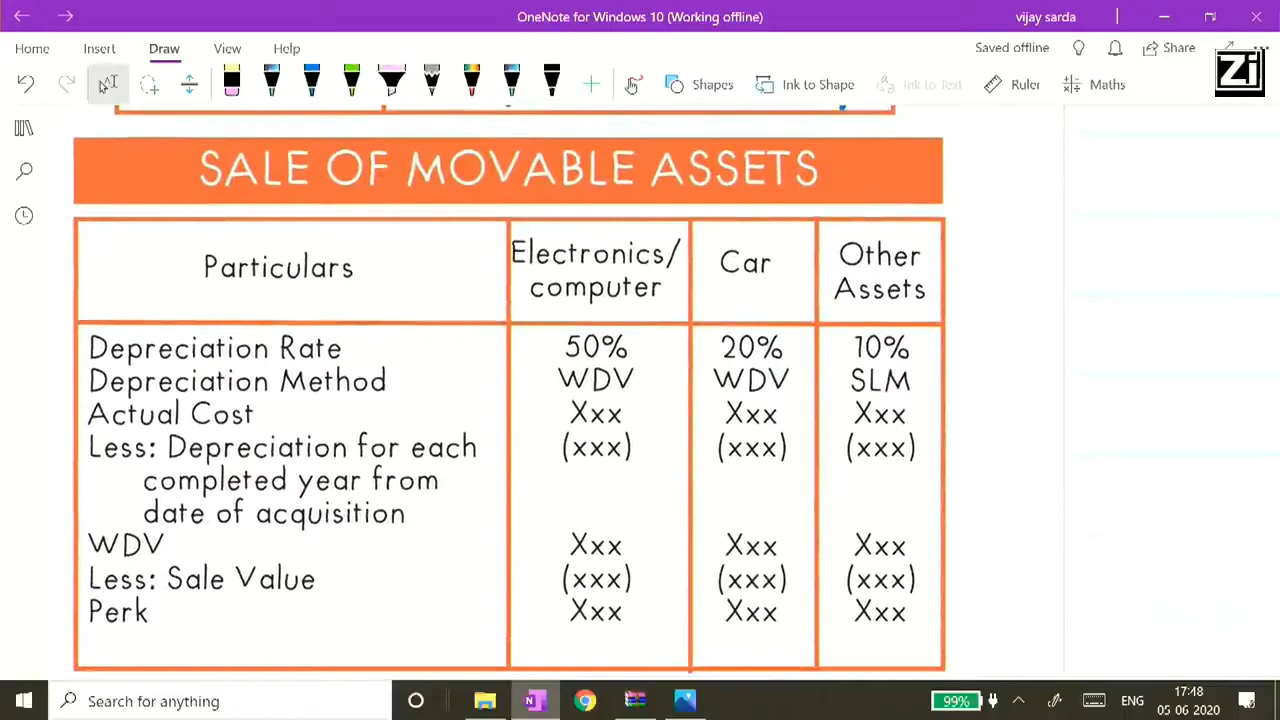 OneNote for Windows 10 (Working offline)
vijay sarda
Home Insert Draw View Help
Saved offline
Share
Shapes
Ink to Shape
Ink to Text
Ruler
Maths
Zi
SALE OF MOVABLE ASSETS
Particulars Electronics/ computer Car Other Assets
Depreciation Rate 50% 20% 10%
Depreciation Method WDV WDV SLM
Actual Cost Xxx Xxx Xxx
Less: Depreciation for each (xxx) (xxx) (xxx)
completed year from
date of acquisition
WDV Xxx Xxx Xxx
Less: Sale Value (xxx) (xxx) (xxx)
Perk Xxx Xxx Xxx
Search for anything
99%
ENG
17:48
05-06-2020